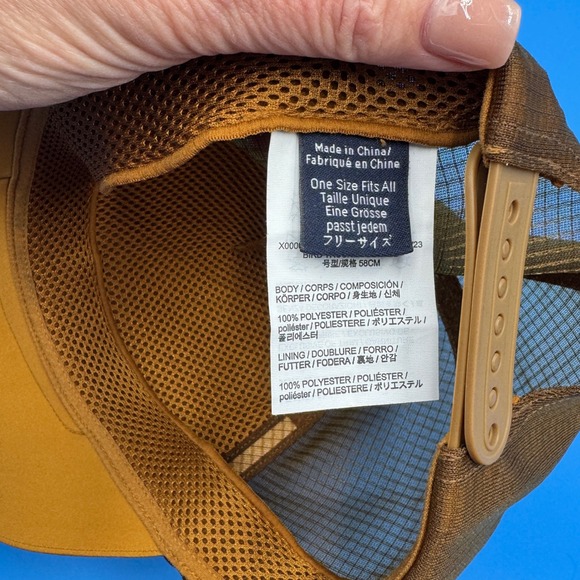 Made in China/
Fabriqué en Chine
One Size Fits All
Taille Unique
Eine Grösse
passt jedem
フリーサイズ
号型/规格 58CM
BODY / CORPS / COMPOSICIÓN /
KÖRPER / CORPO / 身生地 / 신체
100% POLYESTER / POLIÉSTER /
poliéster / POLIESTERE / ポリエステル /
폴리에스터
LINING / DOUBLURE / FORRO /
FUTTER / FODERA / 裏地 / 안감
100% POLYESTER / POLIÉSTER /
poliéster / POLIESTERE / ポリエステル /